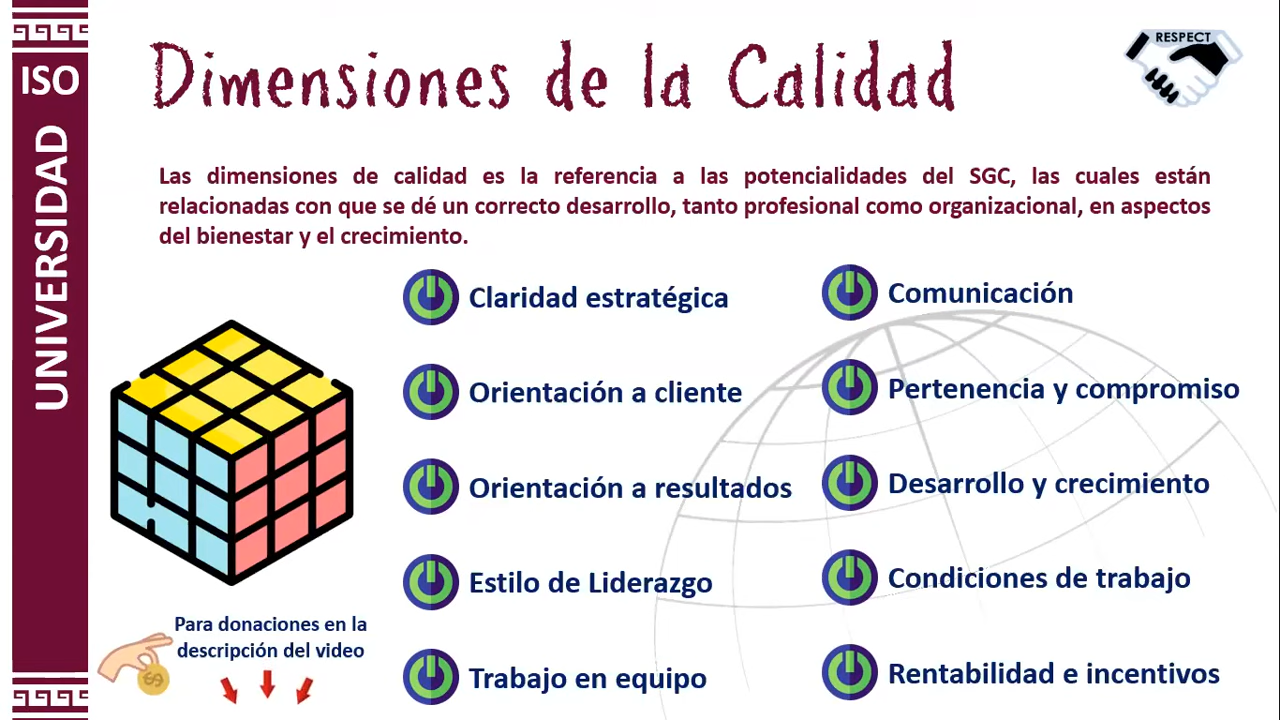 ISO
UNIVERSIDAD
Dimensiones de la Calidad
RESPECT
Las dimensiones de calidad es la referencia a las potencialidades del SGC, las cuales están
relacionadas con que se dé un correcto desarrollo, tanto profesional como organizacional, en aspectos
del bienestar y el crecimiento.
Claridad estratégica
Orientación a cliente
Orientación a resultados
Estilo de Liderazgo
Trabajo en equipo
Comunicación
Pertenencia y compromiso
Desarrollo y crecimiento
Condiciones de trabajo
Rentabilidad e incentivos
Para donaciones en la
descripción del video
$